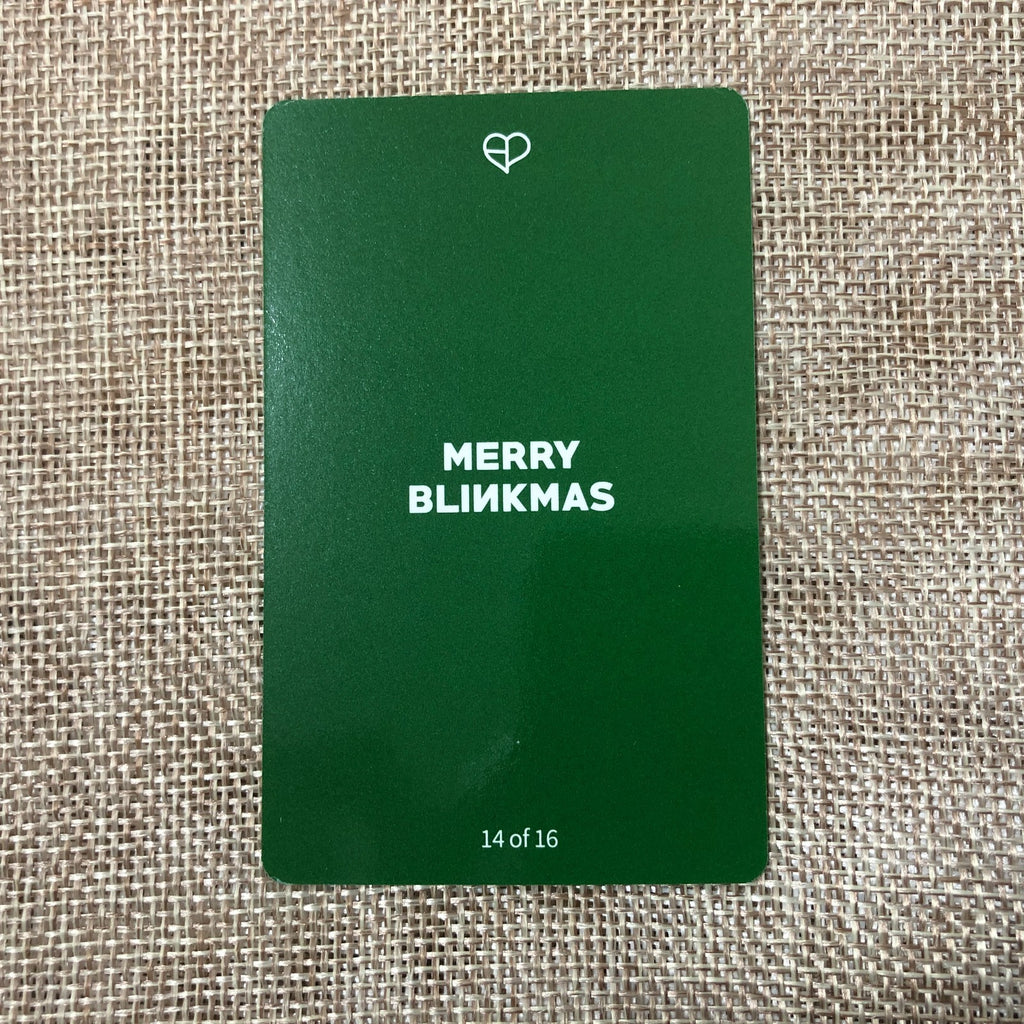 MERRY
BLIИKMAS
14 of 16